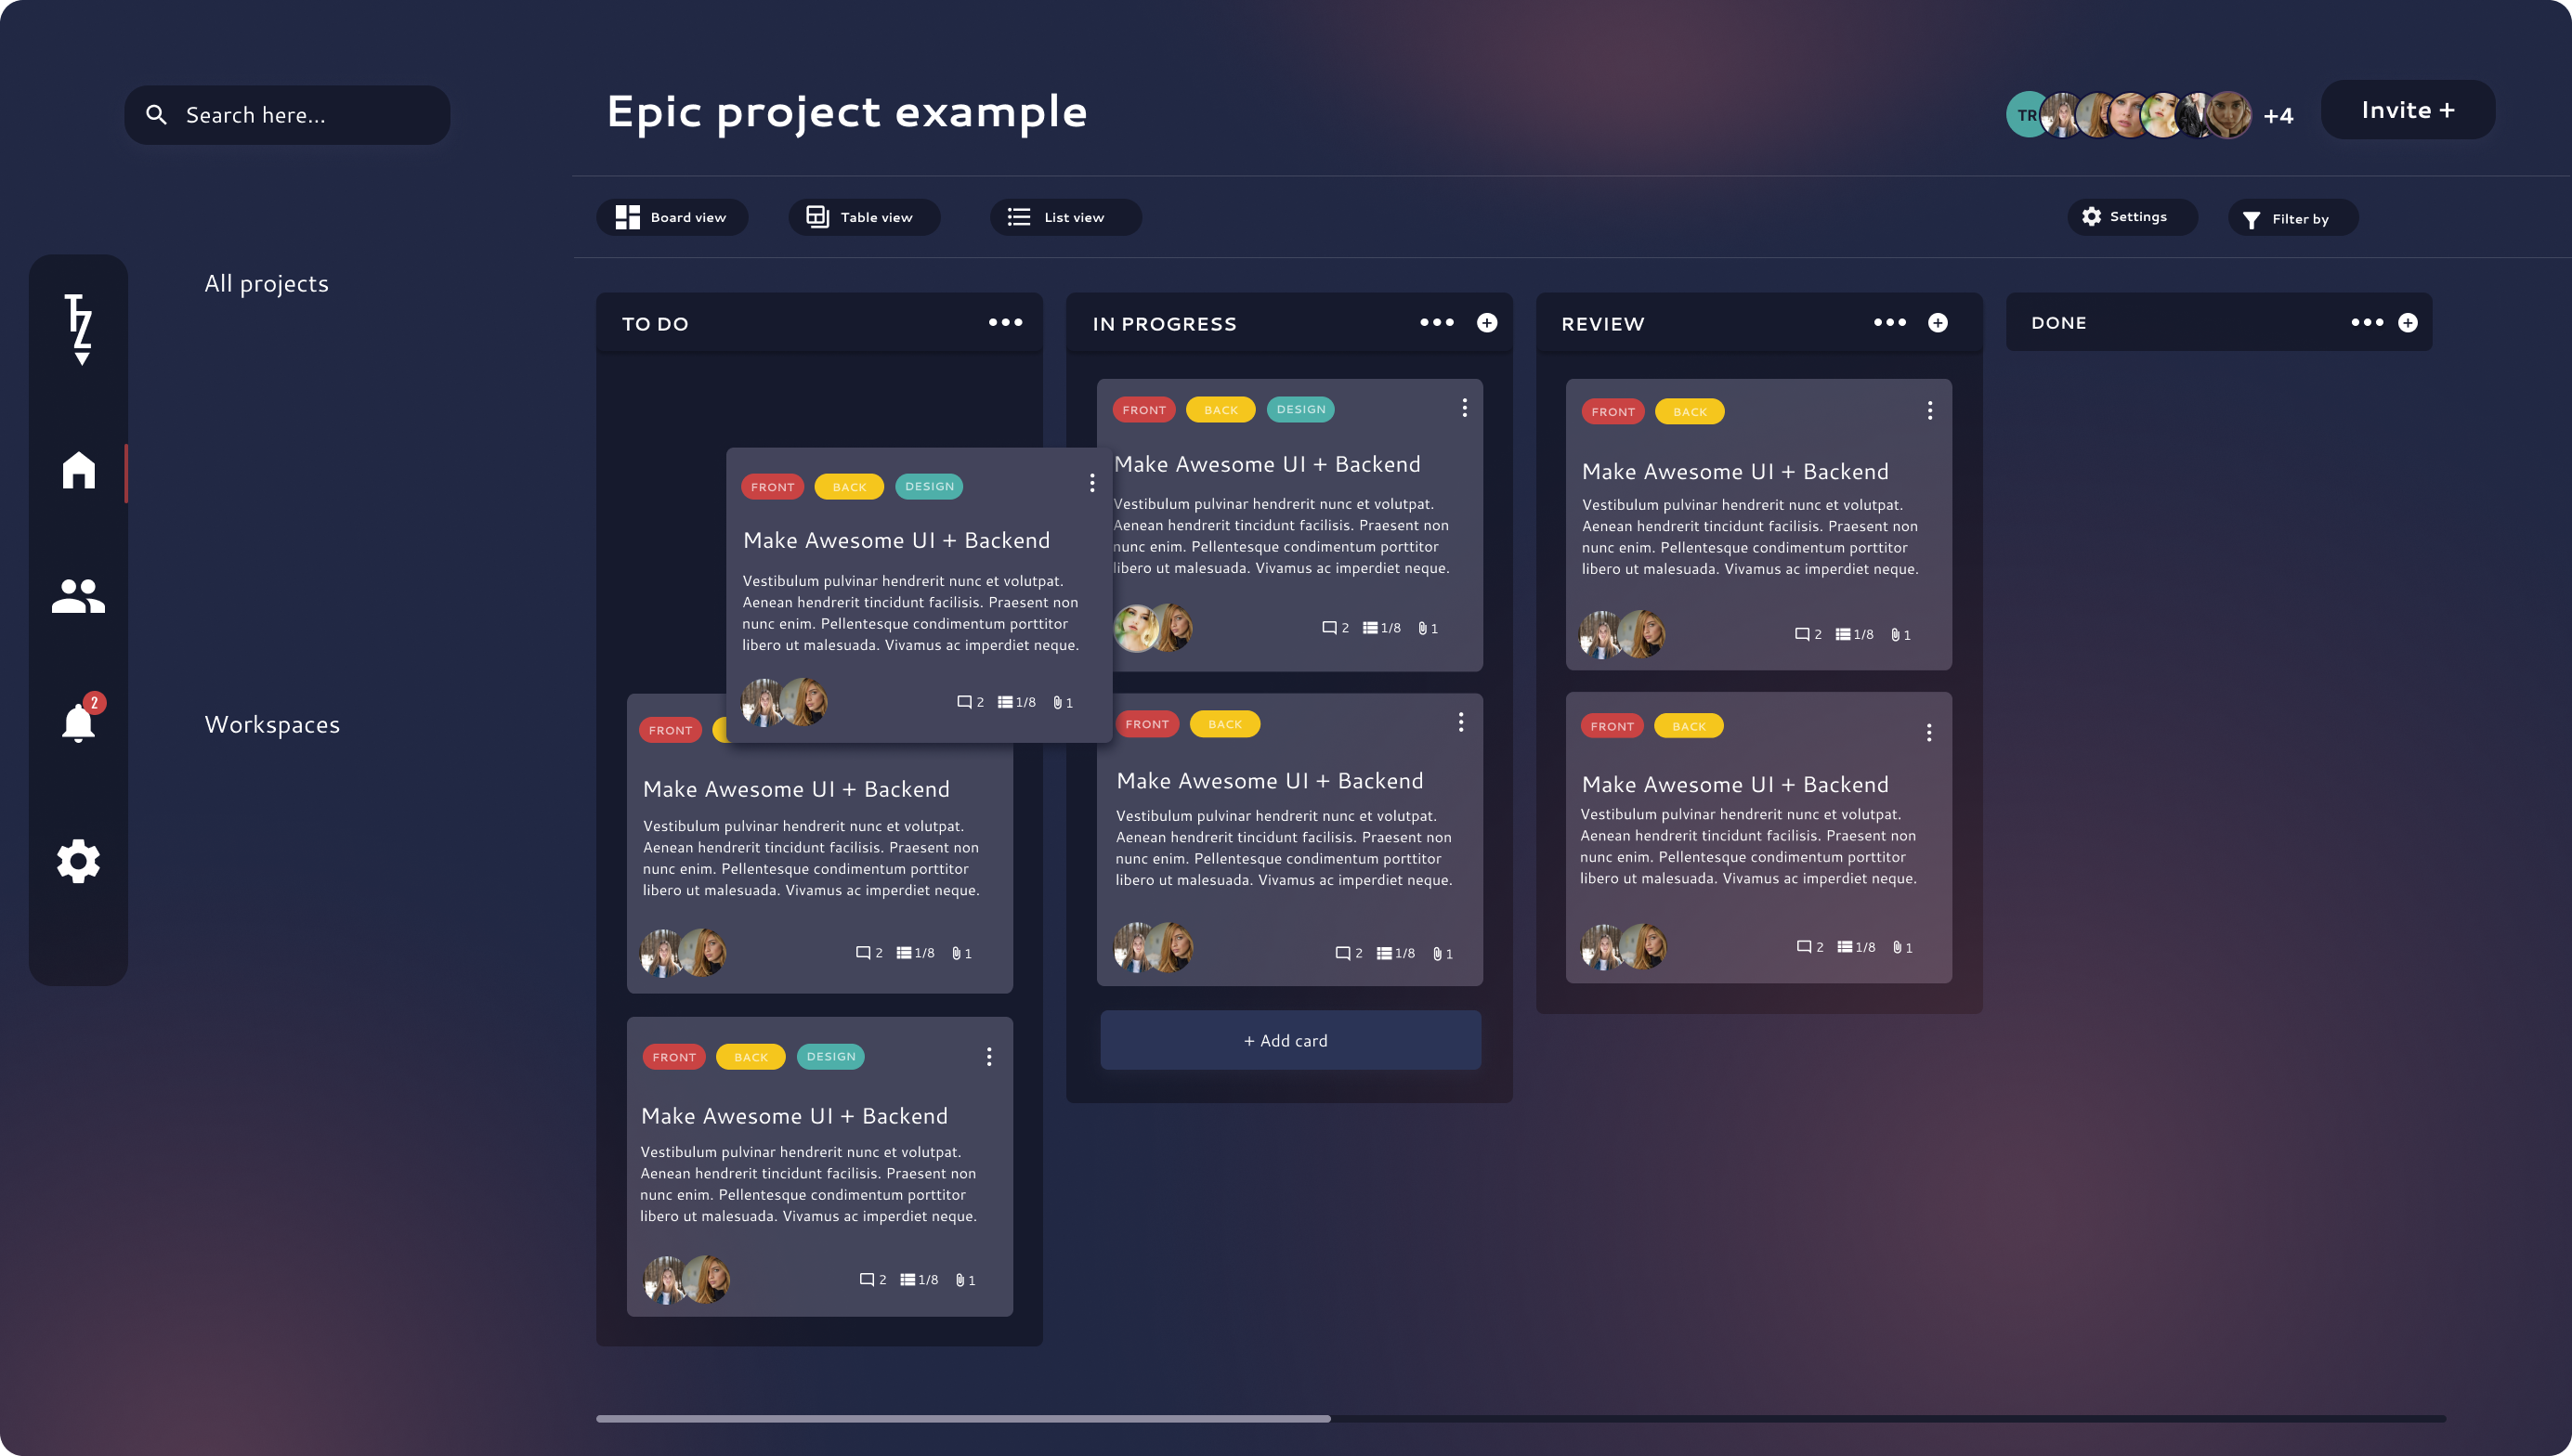 Search here...
Epic project example
TR
+4
Invite +
Board view
Table view
List view
Settings
Filter by
TZ
All projects
2
Workspaces
TO DO
FRONT BACK DESIGN
Make Awesome UI + Backend
Vestibulum pulvinar hendrerit nunc et volutpat.
Aenean hendrerit tincidunt facilisis. Praesent non
nunc enim. Pellentesque condimentum porttitor
libero ut malesuada. Vivamus ac imperdiet neque.
2 1/8 1
FRONT
Make Awesome UI + Backend
Vestibulum pulvinar hendrerit nunc et volutpat.
Aenean hendrerit tincidunt facilisis. Praesent non
nunc enim. Pellentesque condimentum porttitor
libero ut malesuada. Vivamus ac imperdiet neque.
2 1/8 1
FRONT BACK DESIGN
Make Awesome UI + Backend
Vestibulum pulvinar hendrerit nunc et volutpat.
Aenean hendrerit tincidunt facilisis. Praesent non
nunc enim. Pellentesque condimentum porttitor
libero ut malesuada. Vivamus ac imperdiet neque.
2 1/8 1
IN PROGRESS
FRONT BACK DESIGN
Make Awesome UI + Backend
Vestibulum pulvinar hendrerit nunc et volutpat.
Aenean hendrerit tincidunt facilisis. Praesent non
nunc enim. Pellentesque condimentum porttitor
libero ut malesuada. Vivamus ac imperdiet neque.
2 1/8 1
FRONT BACK
Make Awesome UI + Backend
Vestibulum pulvinar hendrerit nunc et volutpat.
Aenean hendrerit tincidunt facilisis. Praesent non
nunc enim. Pellentesque condimentum porttitor
libero ut malesuada. Vivamus ac imperdiet neque.
2 1/8 1
+ Add card
REVIEW
FRONT BACK
Make Awesome UI + Backend
Vestibulum pulvinar hendrerit nunc et volutpat.
Aenean hendrerit tincidunt facilisis. Praesent non
nunc enim. Pellentesque condimentum porttitor
libero ut malesuada. Vivamus ac imperdiet neque.
2 1/8 1
FRONT BACK
Make Awesome UI + Backend
Vestibulum pulvinar hendrerit nunc et volutpat.
Aenean hendrerit tincidunt facilisis. Praesent non
nunc enim. Pellentesque condimentum porttitor
libero ut malesuada. Vivamus ac imperdiet neque.
2 1/8 1
DONE